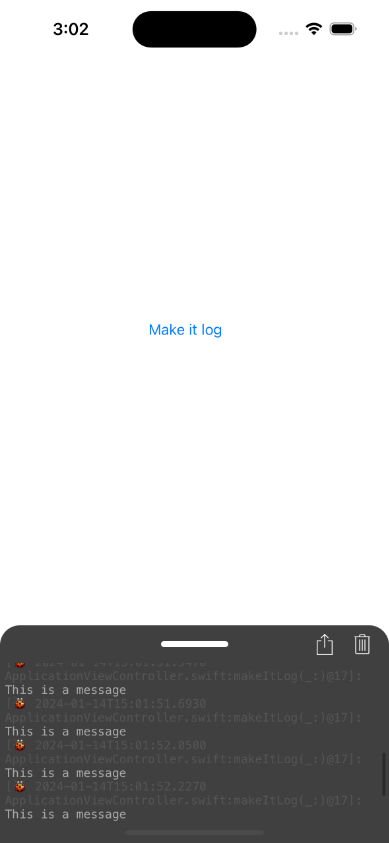 3:02
Make it log
ApplicationViewController.swift:makeItLog(_:)@17]:
This is a message
[🐞 2024-01-14T15:01:51.6930
ApplicationViewController.swift:makeItLog(_:)@17]:
This is a message
[🐞 2024-01-14T15:01:52.0500
ApplicationViewController.swift:makeItLog(_:)@17]:
This is a message
[🐞 2024-01-14T15:01:52.2270
ApplicationViewController.swift:makeItLog(_:)@17]:
This is a message